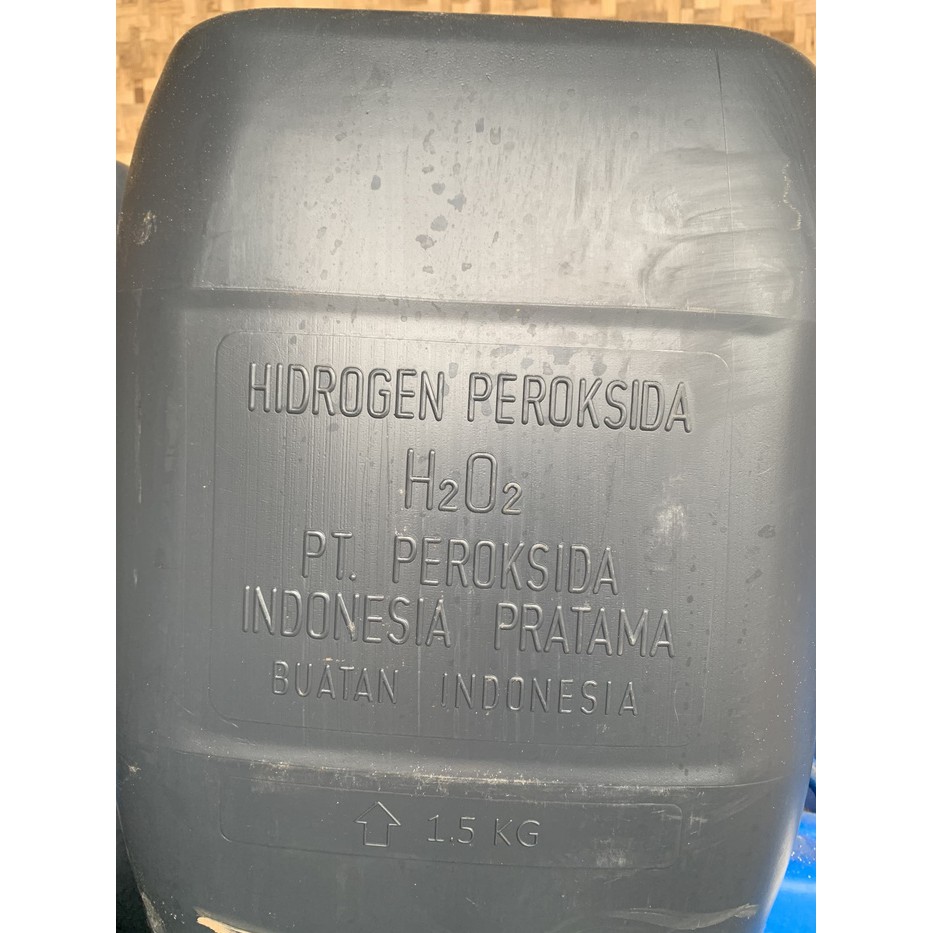 HIDROGEN PEROKSIDA
H₂O₂
PT. PEROKSIDA
INDONESIA PRATAMA
BUATAN INDONESIA
1.5 KG